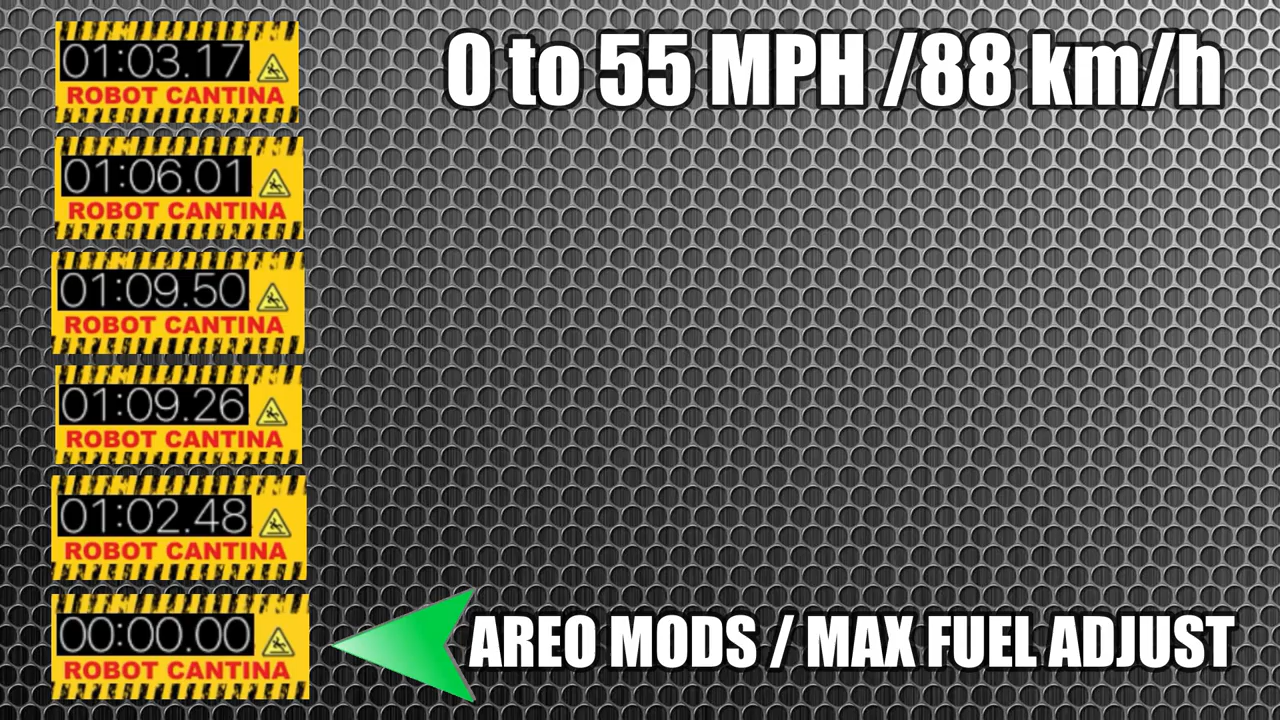 0 to 55 MPH /88 km/h
01:03.17
ROBOT CANTINA
01:06.01
ROBOT CANTINA
01:09.50
ROBOT CANTINA
01:09.26
ROBOT CANTINA
01:02.48
ROBOT CANTINA
00:00.00
ROBOT CANTINA
AREO MODS / MAX FUEL ADJUST